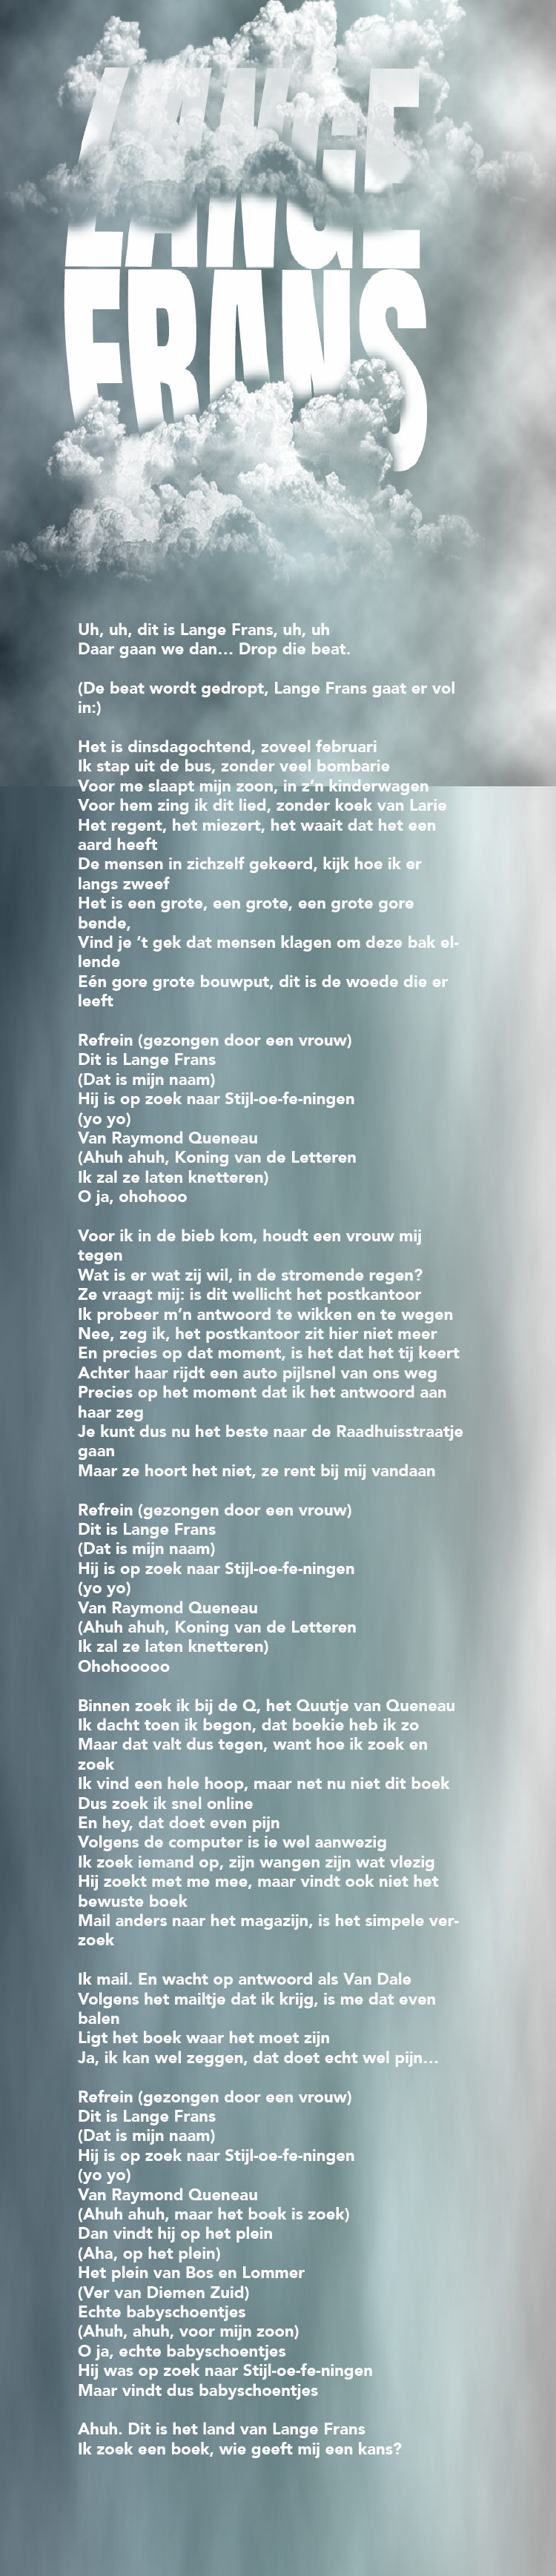 LANGE
FRANS
Uh, uh, dit is Lange Frans, uh, uh
Daar gaan we dan… Drop die beat.
(De beat wordt gedropt, Lange Frans gaat er vol
in:)
Het is dinsdagochtend, zoveel februari
Ik stap uit de bus, zonder veel bombarie
Voor me slaapt mijn zoon, in z’n kinderwagen
Voor hem zing ik dit lied, zonder koek van Larie
Het regent, het miezert, het waait dat het een
aard heeft
De mensen in zichzelf gekeerd, kijk hoe ik er
langs zweef
Het is een grote, een grote, een grote gore
bende,
Vind je ’t gek dat mensen klagen om deze bak el-
lende
Eén gore grote bouwput, dit is de woede die er
leeft
Refrein (gezongen door een vrouw)
Dit is Lange Frans
(Dat is mijn naam)
Hij is op zoek naar Stijl-oe-fe-ningen
(yo yo)
Van Raymond Queneau
(Ahuh ahuh, Koning van de Letteren
Ik zal ze laten knetteren)
O ja, ohohooo
Voor ik in de bieb kom, houdt een vrouw mij
tegen
Wat is er wat zij wil, in de stromende regen?
Ze vraagt mij: is dit wellicht het postkantoor
Ik probeer m’n antwoord te wikken en te wegen
Nee, zeg ik, het postkantoor zit hier niet meer
En precies op dat moment, is het dat het tij keert
Achter haar rijdt een auto pijlsnel van ons weg
Precies op het moment dat ik het antwoord aan
haar zeg
Je kunt dus nu het beste naar de Raadhuisstraatje
gaan
Maar ze hoort het niet, ze rent bij mij vandaan
Refrein (gezongen door een vrouw)
Dit is Lange Frans
(Dat is mijn naam)
Hij is op zoek naar Stijl-oe-fe-ningen
(yo yo)
Van Raymond Queneau
(Ahuh ahuh, Koning van de Letteren
Ik zal ze laten knetteren)
Ohohooooo
Binnen zoek ik bij de Q, het Quutje van Queneau
Ik dacht toen ik begon, dat boekie heb ik zo
Maar dat valt dus tegen, want hoe ik zoek en
zoek
Ik vind een hele hoop, maar net nu niet dit boek
Dus zoek ik snel online
En hey, dat doet even pijn
Volgens de computer is ie wel aanwezig
Ik zoek iemand op, zijn wangen zijn wat vlezig
Hij zoekt met me mee, maar vindt ook niet het
bewuste boek
Mail anders naar het magazijn, is het simpele ver-
zoek
Ik mail. En wacht op antwoord als Van Dale
Volgens het mailtje dat ik krijg, is me dat even
balen
Ligt het boek waar het moet zijn
Ja, ik kan wel zeggen, dat doet echt wel pijn…
Refrein (gezongen door een vrouw)
Dit is Lange Frans
(Dat is mijn naam)
Hij is op zoek naar Stijl-oe-fe-ningen
(yo yo)
Van Raymond Queneau
(Ahuh ahuh, maar het boek is zoek)
Dan vindt hij op het plein
(Aha, op het plein)
Het plein van Bos en Lommer
(Ver van Diemen Zuid)
Echte babyschoentjes
(Ahuh, ahuh, voor mijn zoon)
O ja, echte babyschoentjes
Hij was op zoek naar Stijl-oe-fe-ningen
Maar vindt dus babyschoentjes
Ahuh. Dit is het land van Lange Frans
Ik zoek een boek, wie geeft mij een kans?